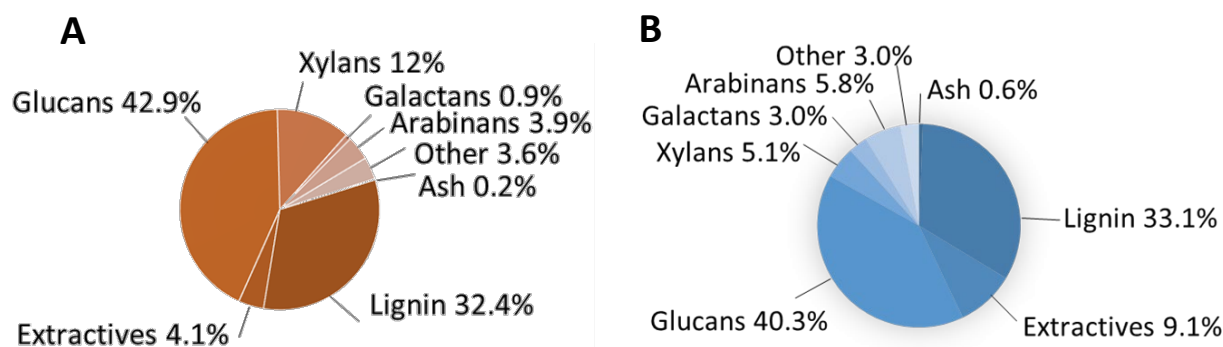 A
Xylans 12%
Glucans 42.9%
Galactans 0.9%
Arabinans 3.9%
Other 3.6%
Ash 0.2%
Lignin 32.4%
Extractives 4.1%
B
Other 3.0%
Arabinans 5.8%
Ash 0.6%
Galactans 3.0%
Xylans 5.1%
Lignin 33.1%
Glucans 40.3%
Extractives 9.1%